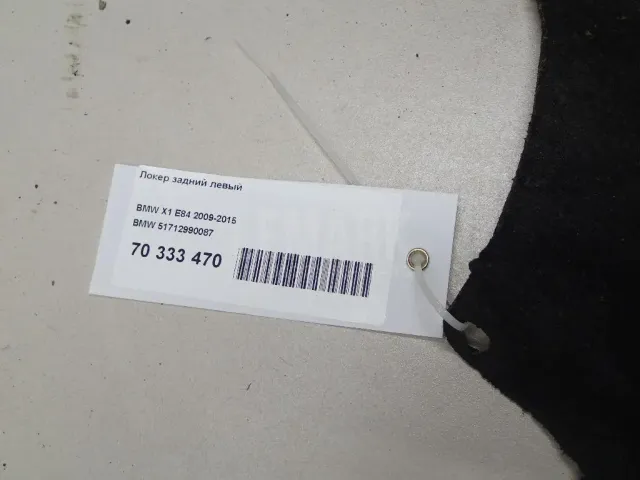 Локер задний левый
BMW X1 E84 2009-2015
BMW 51712990087
70 333 470